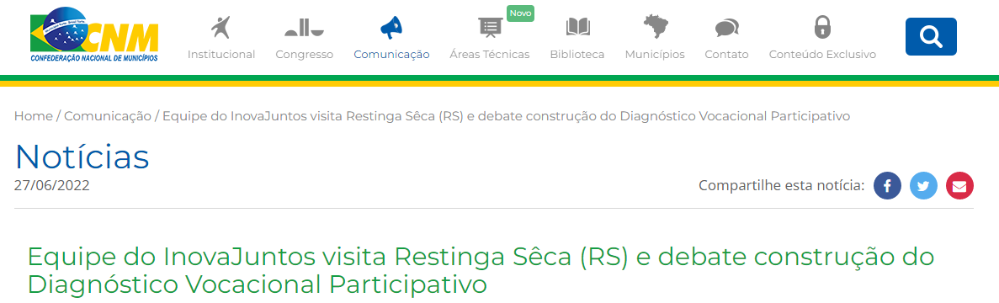 CNM
CONFEDERAÇÃO NACIONAL DE MUNICÍPIOS
Novo
Institucional Congresso Comunicação Áreas Técnicas Biblioteca Municípios Contato Conteúdo Exclusivo
Home / Comunicação / Equipe do InovaJuntos visita Restinga Sêca (RS) e debate construção do Diagnóstico Vocacional Participativo
Notícias
27/06/2022 Compartilhe esta notícia:
Equipe do InovaJuntos visita Restinga Sêca (RS) e debate construção do
Diagnóstico Vocacional Participativo